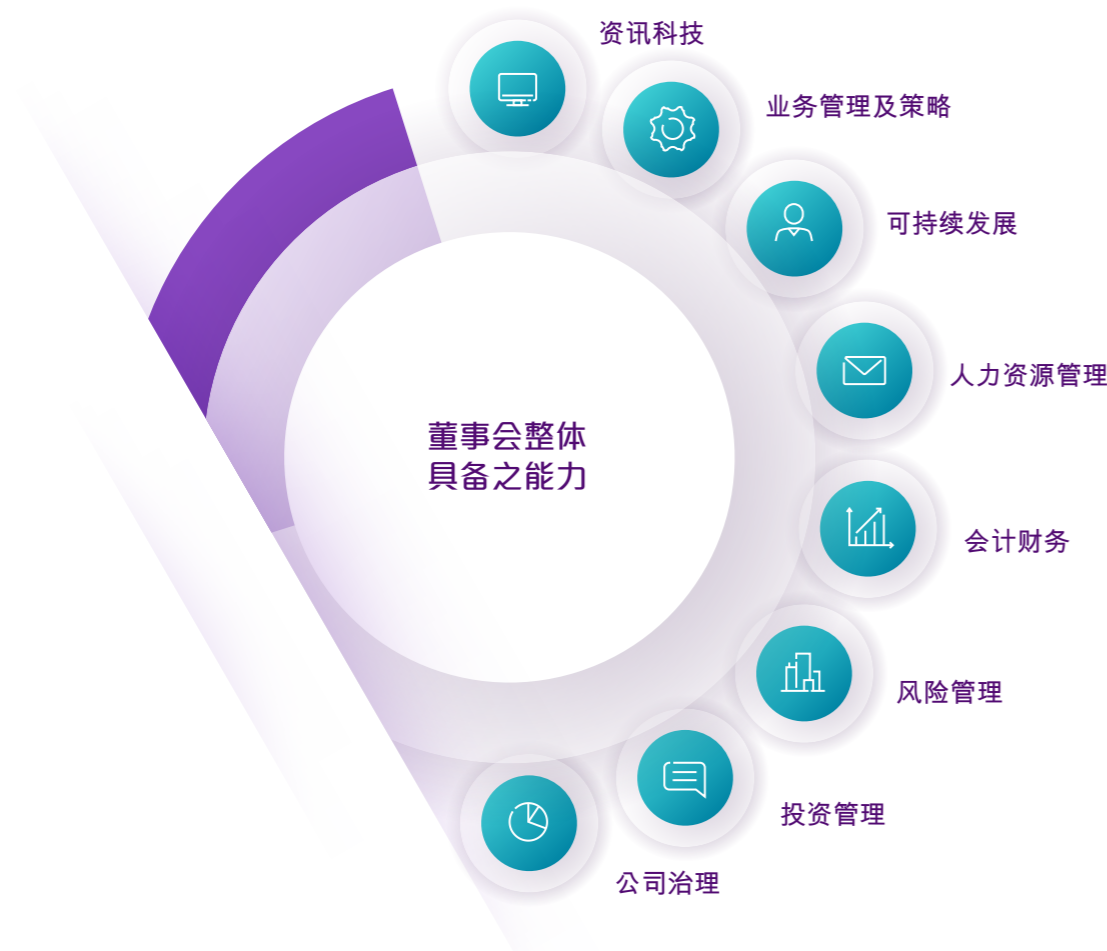 资讯科技
业务管理及策略
可持续发展
人力资源管理
董事会整体
具备之能力
会计财务
风险管理
投资管理
公司治理